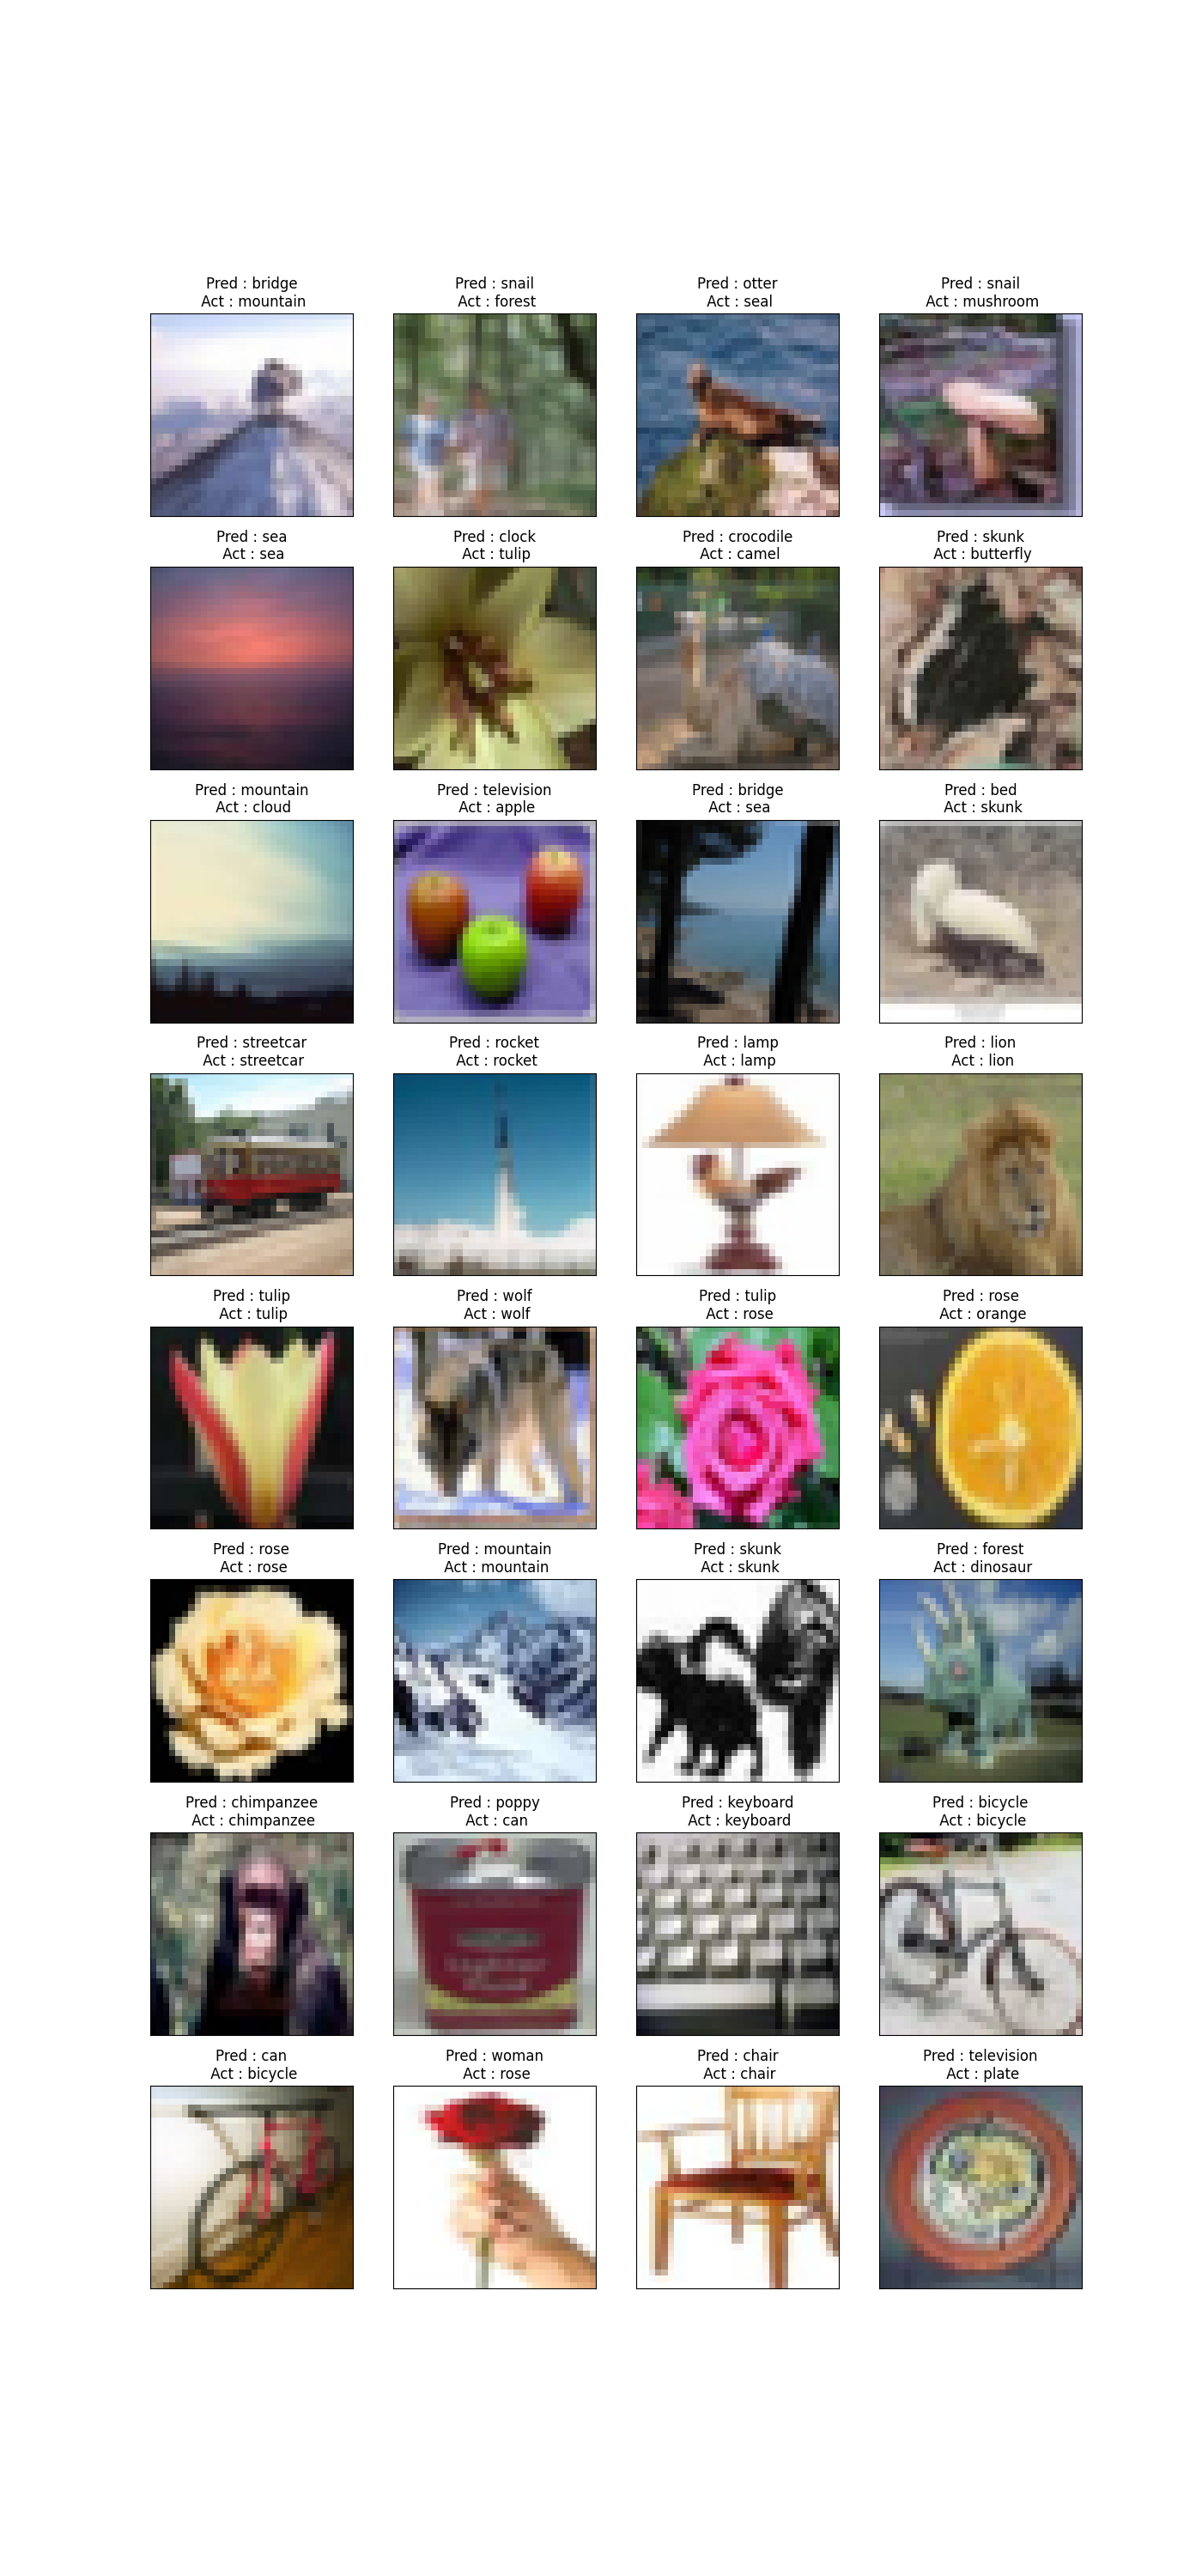 Pred : bridge
Act : mountain
Pred : snail
Act : forest
Pred : otter
Act : seal
Pred : snail
Act : mushroom
Pred : sea
Act : sea
Pred : clock
Act : tulip
Pred : crocodile
Act : camel
Pred : skunk
Act : butterfly
Pred : mountain
Act : cloud
Pred : television
Act : apple
Pred : bridge
Act : sea
Pred : bed
Act : skunk
Pred : streetcar
Act : streetcar
Pred : rocket
Act : rocket
Pred : lamp
Act : lamp
Pred : lion
Act : lion
Pred : tulip
Act : tulip
Pred : wolf
Act : wolf
Pred : tulip
Act : rose
Pred : rose
Act : orange
Pred : rose
Act : rose
Pred : mountain
Act : mountain
Pred : skunk
Act : skunk
Pred : forest
Act : dinosaur
Pred : chimpanzee
Act : chimpanzee
Pred : poppy
Act : can
Pred : keyboard
Act : keyboard
Pred : bicycle
Act : bicycle
Pred : can
Act : bicycle
Pred : woman
Act : rose
Pred : chair
Act : chair
Pred : television
Act : plate